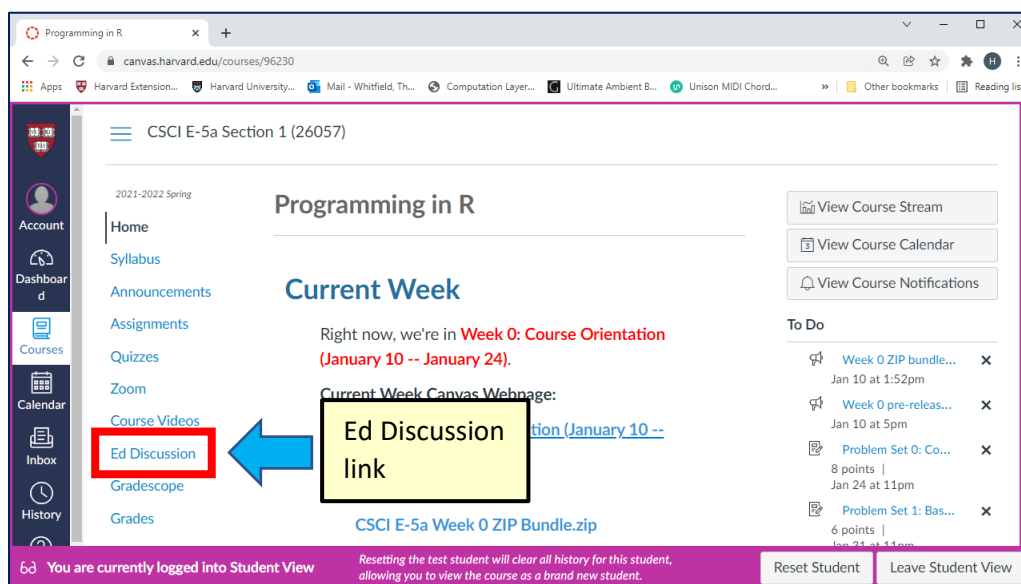 Programming in R
canvas.harvard.edu/courses/96230
Apps
Harvard Extension...
Harvard University...
Mail - Whitfield, Th...
Computation Layer...
Ultimate Ambient B...
Unison MIDI Chord...
»
Other bookmarks
Reading lis
H
CSCI E-5a Section 1 (26057)
Account
Dashboar
d
Courses
Calendar
Inbox
History
2021-2022 Spring
Home
Syllabus
Announcements
Assignments
Quizzes
Zoom
Course Videos
Ed Discussion
Gradescope
Grades
Programming in R
Current Week
Right now, we're in Week 0: Course Orientation
(January 10 -- January 24).
Current Week Canvas Webpage:
tion (January 10 --
Ed Discussion
link
CSCI E-5a Week 0 ZIP Bundle.zip
View Course Stream
View Course Calendar
View Course Notifications
To Do
Week 0 ZIP bundle...
Jan 10 at 1:52pm
Week 0 pre-releas...
Jan 10 at 5pm
Problem Set 0: Co...
8 points |
Jan 24 at 11pm
Problem Set 1: Bas...
6 points |
Jan 31 at 11pm
You are currently logged into Student View
Resetting the test student will clear all history for this student,
allowing you to view the course as a brand new student.
Reset Student
Leave Student View